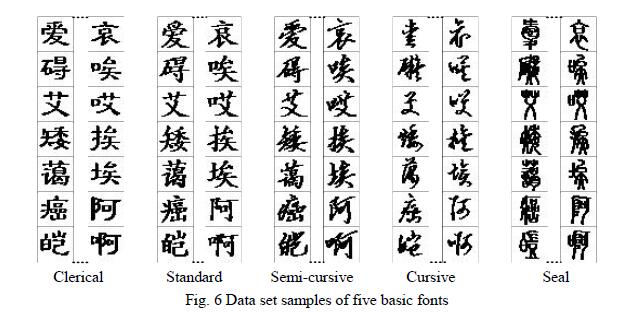 爱 哀 爱 哀 爱 哀 爱 哀 爱 哀
碍 唉 碍 唉 碍 唉 碍 唉 碍 唉
艾 哎 艾 哎 艾 哎 艾 哎 艾 哎
矮 挨 矮 挨 矮 挨 矮 挨 矮 挨
蔼 埃 蔼 埃 蔼 埃 蔼 埃 蔼 埃
癌 阿 癌 阿 癌 阿 癌 阿 癌 阿
皑 啊 皑 啊 皑 啊 皑 啊 皑 啊
Clerical Standard Semi-cursive Cursive Seal
Fig. 6 Data set samples of five basic fonts